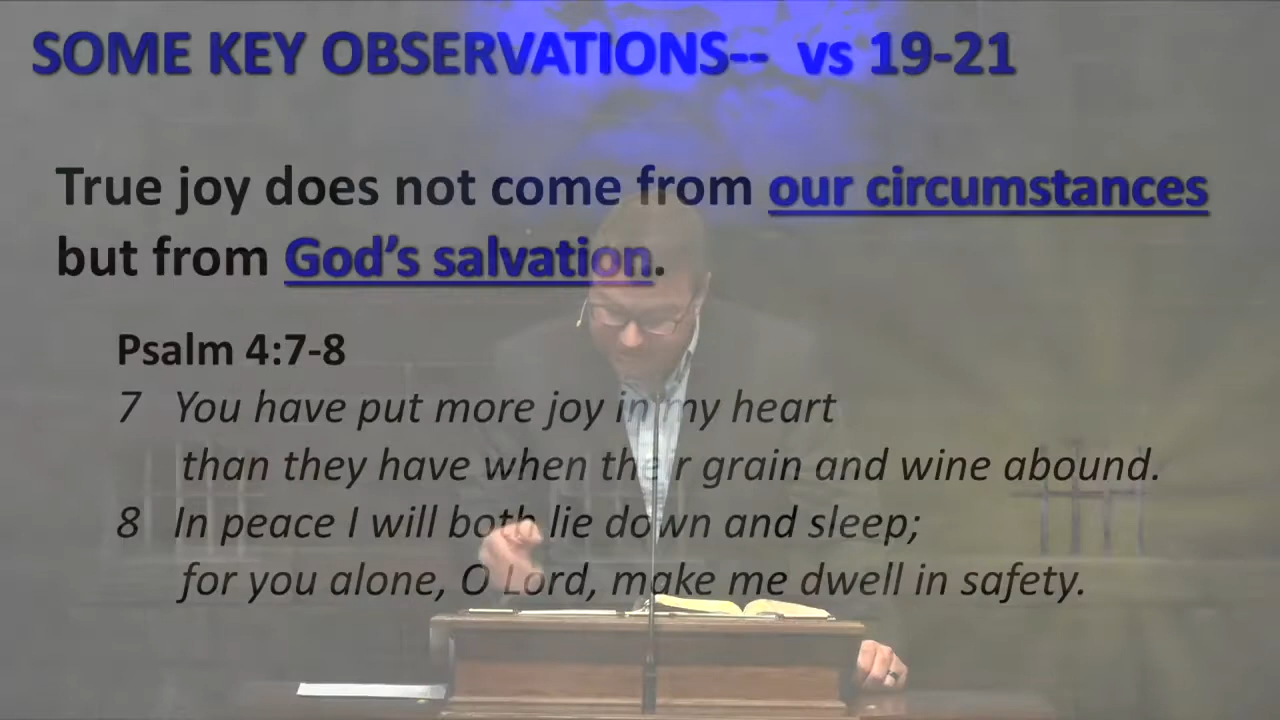 SOME KEY OBSERVATIONS-- vs 19-21
True joy does not come from our circumstances
but from God's salvation.
Psalm 4:7-8
7 You have put more joy in my heart
than they have when their grain and wine abound.
8 In peace I will both lie down and sleep;
for you alone, O Lord, make me dwell in safety.